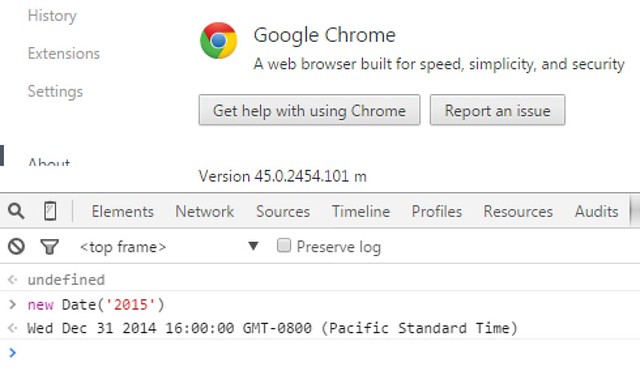 History
Google Chrome
Extensions
A web browser built for speed, simplicity, and security
Settings
Get help with using Chrome Report an issue
About
Version 45.0.2454.101 m
Elements Network Sources Timeline Profiles Resources Audits
<top frame> ▼ Preserve log
undefined
> new Date('2015')
Wed Dec 31 2014 16:00:00 GMT-0800 (Pacific Standard Time)
>